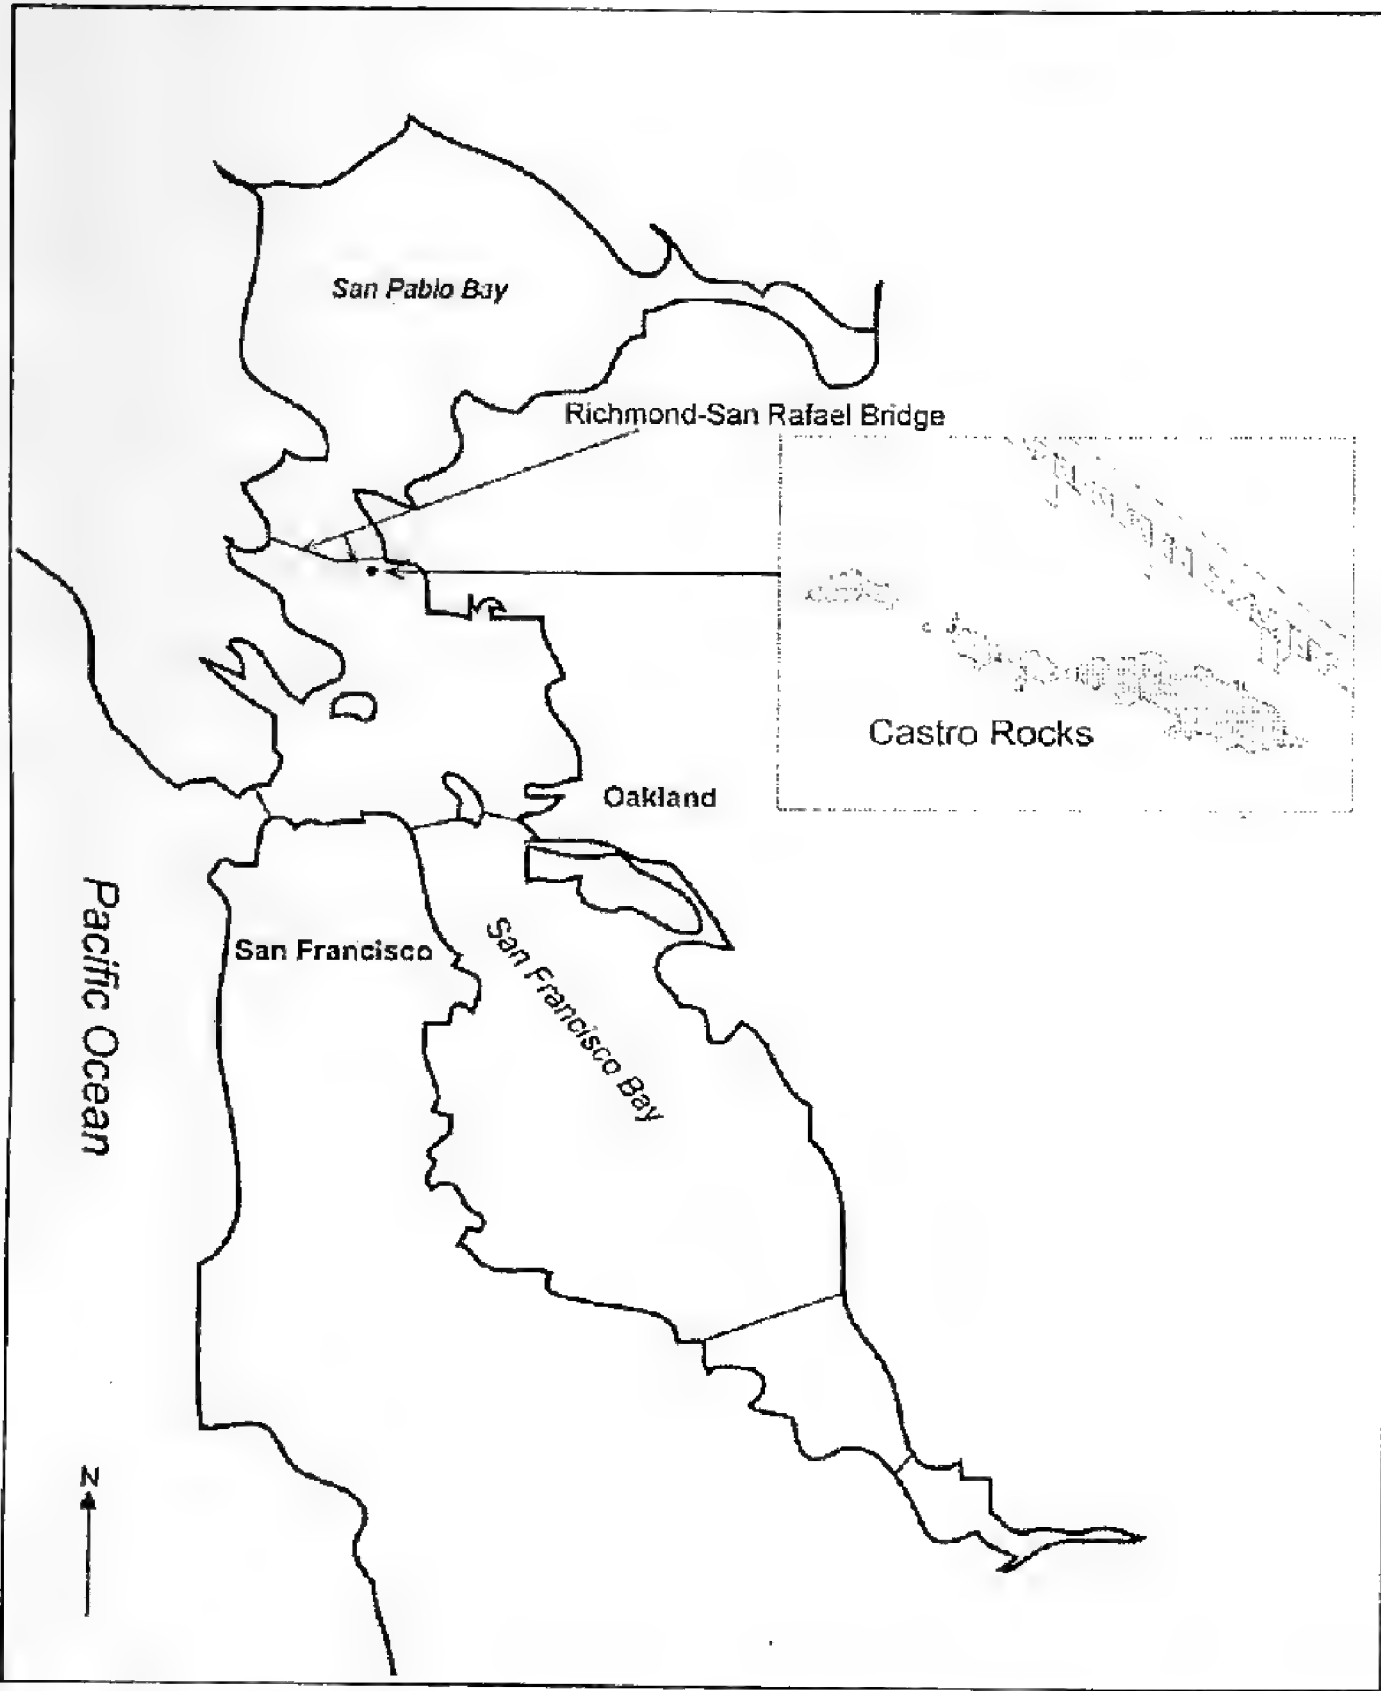 San Pablo Bay
Richmond-San Rafael Bridge
Castro Rocks
Oakland
San Francisco
San Francisco Bay
Pacific Ocean
N